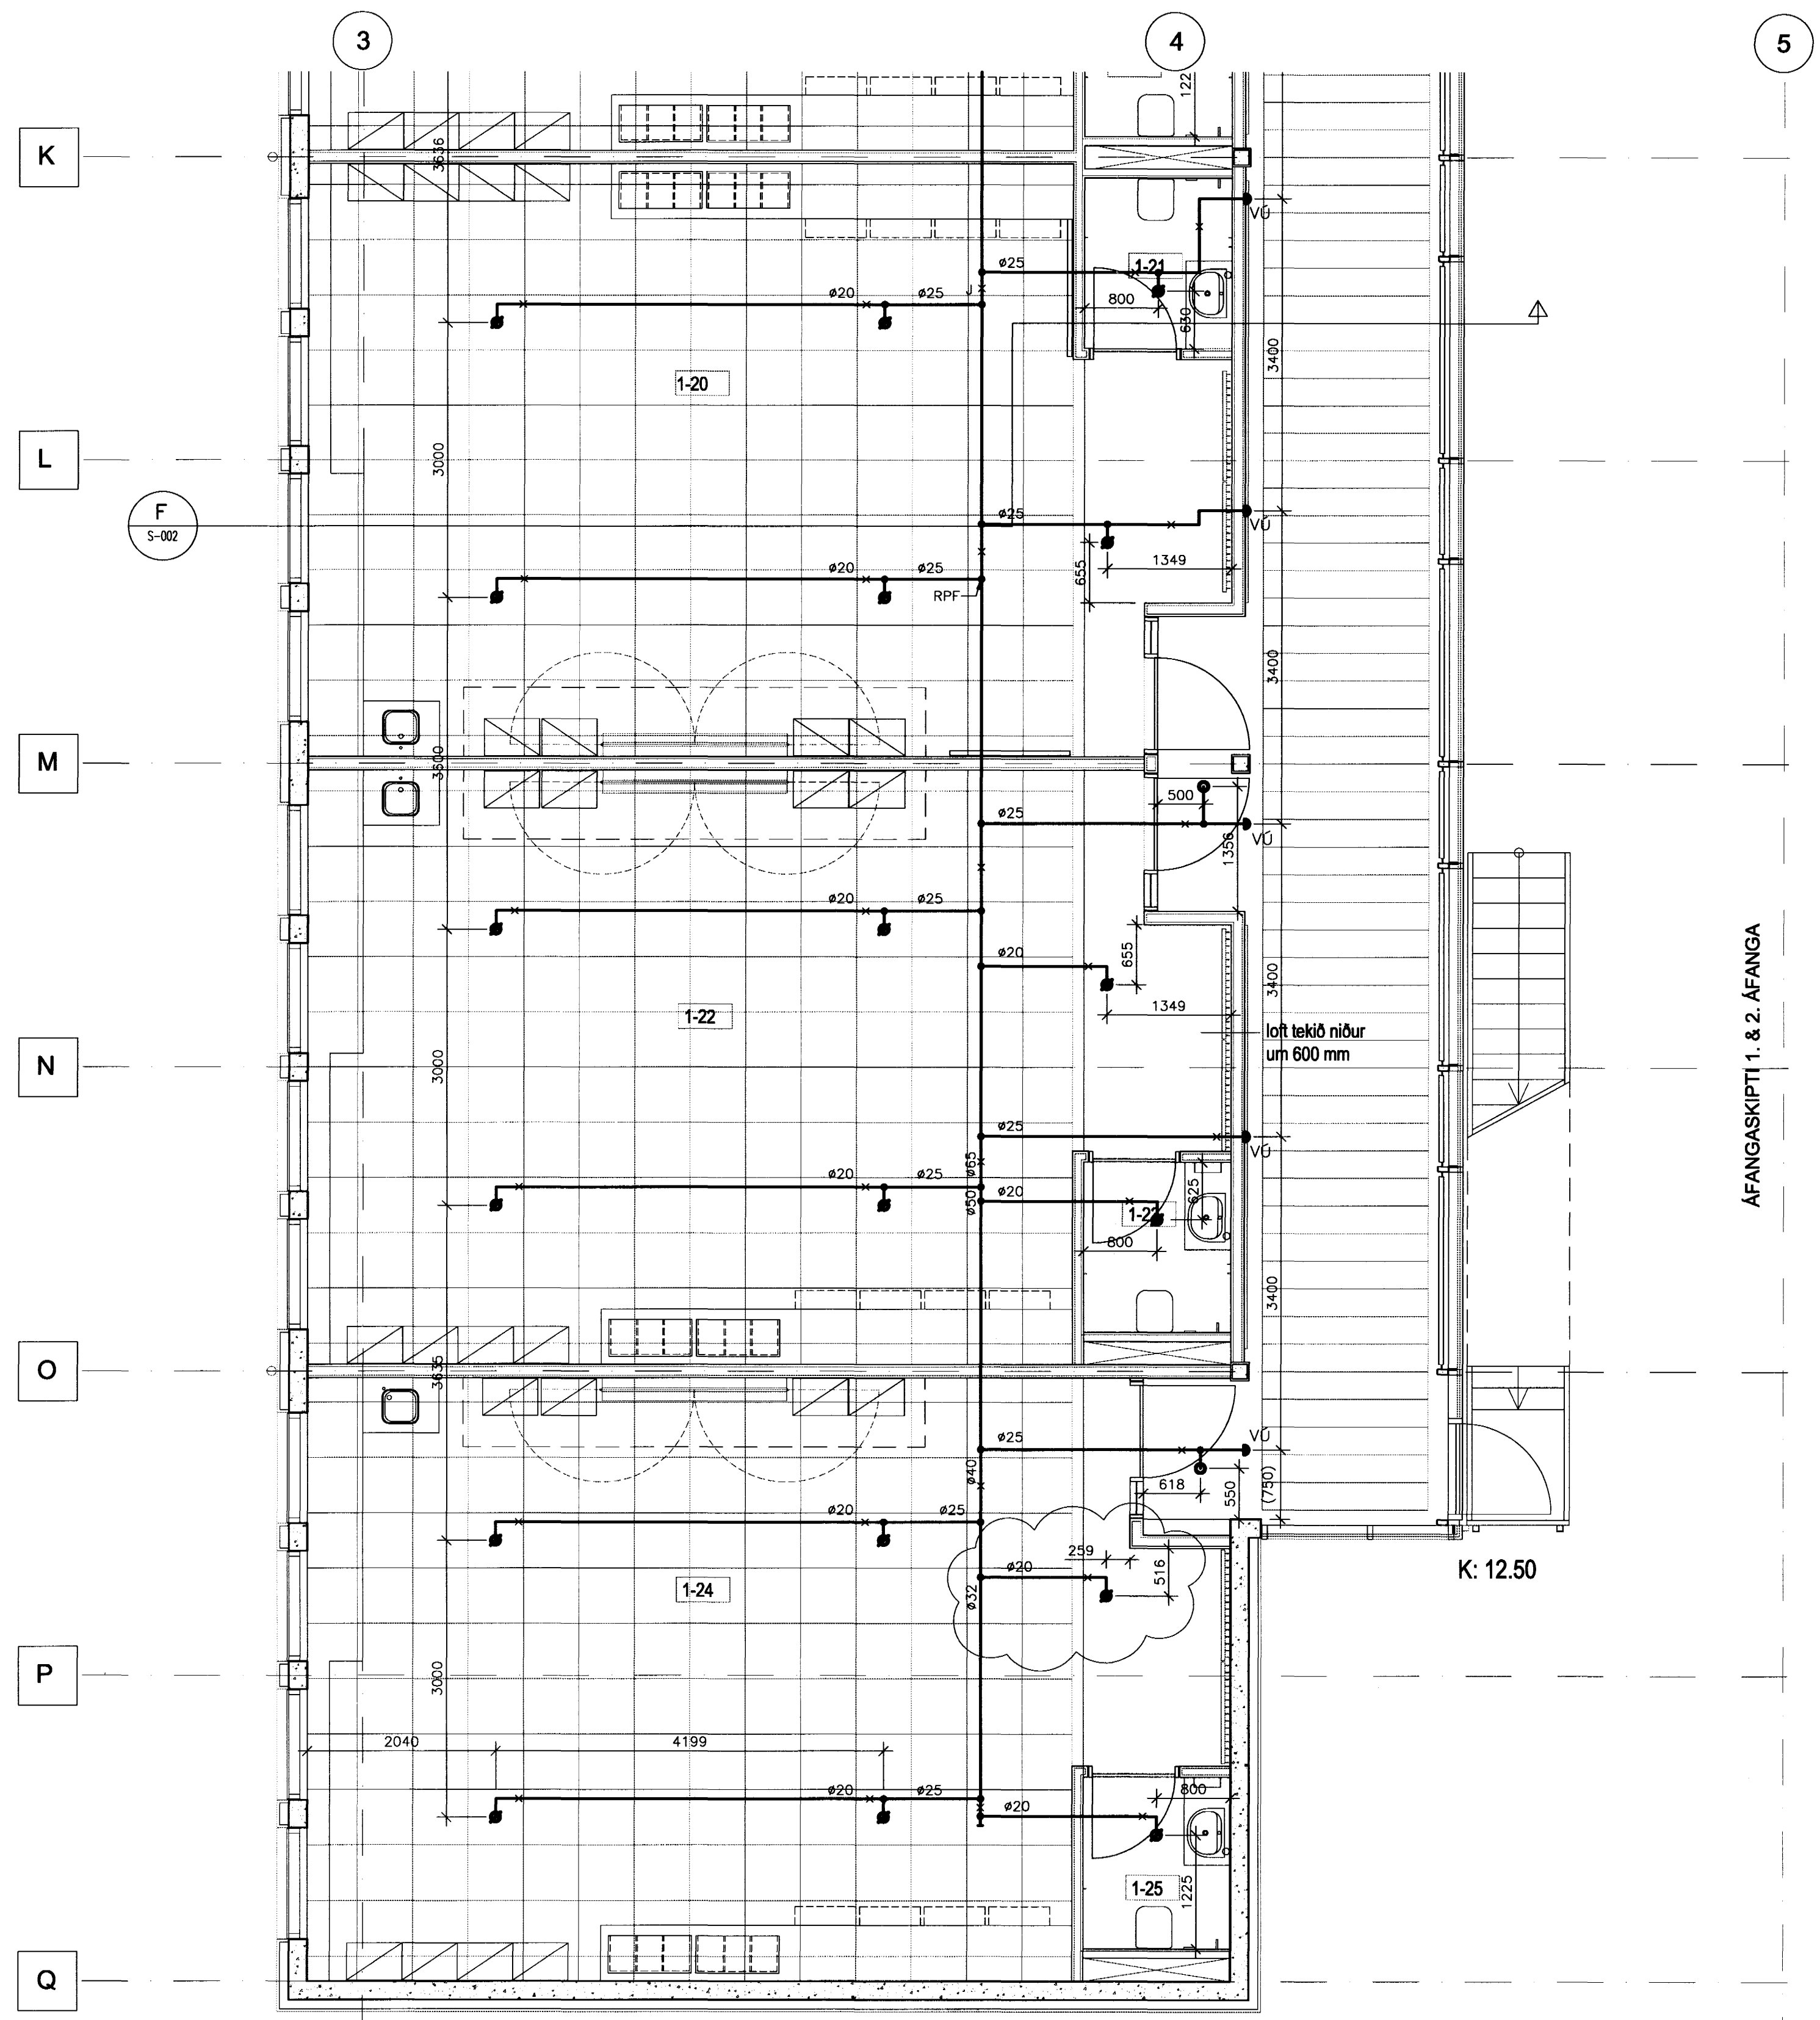 3
4
5
K
3636
122
VÚ
ø25
1-21
ø20
ø25
J
800
630
3400
1-20
L
3000
F
S-002
ø25
VÚ
1349
655
ø20
ø25
RPF
3400
M
3600
500
ø25
1356
VÚ
ø20
ø25
ø20
655
3400
1349
1-22
loft tekið niður
um 600 mm
ÁFANGASKIPTI 1. & 2. ÁFANGA
N
3000
ø25
VÚ
ø65
ø20
ø25
ø50
ø20
625
1-23
800
3400
O
3635
VÚ
ø25
ø40
618
550
(750)
ø20
ø25
259
516
ø20
K: 12.50
1-24
ø32
P
3000
2040
4199
ø20
ø25
800
ø20
1-25
1225
Q